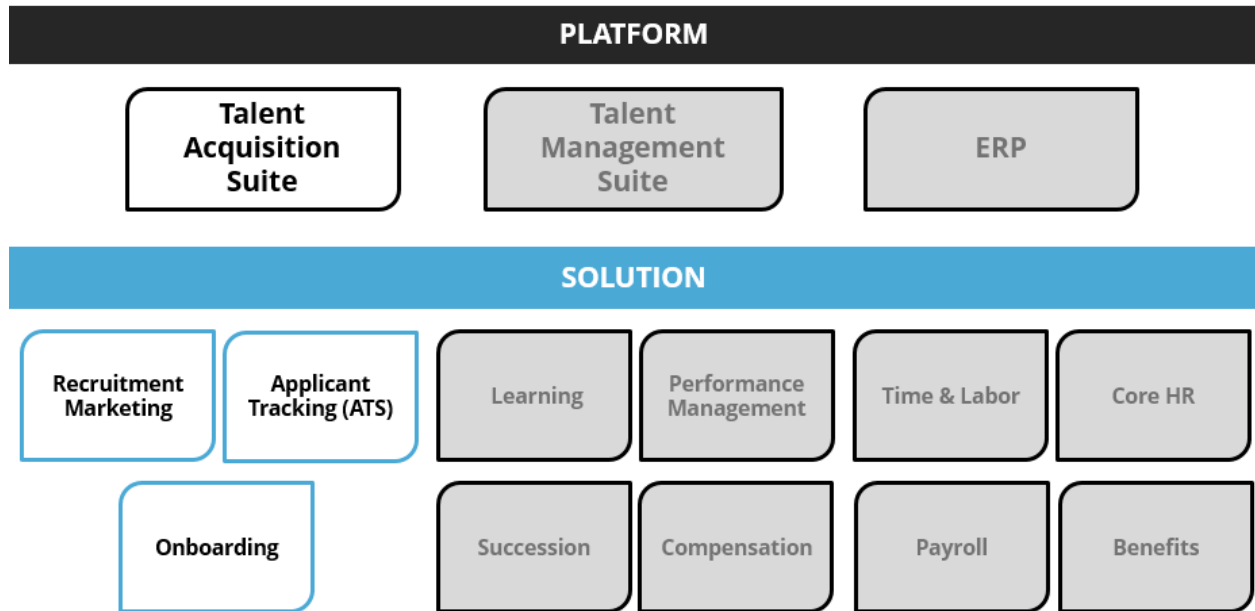 PLATFORM
Talent
Acquisition
Suite
Talent
Management
Suite
ERP
SOLUTION
Recruitment
Marketing
Applicant
Tracking (ATS)
Learning
Performance
Management
Time & Labor
Core HR
Onboarding
Succession
Compensation
Payroll
Benefits